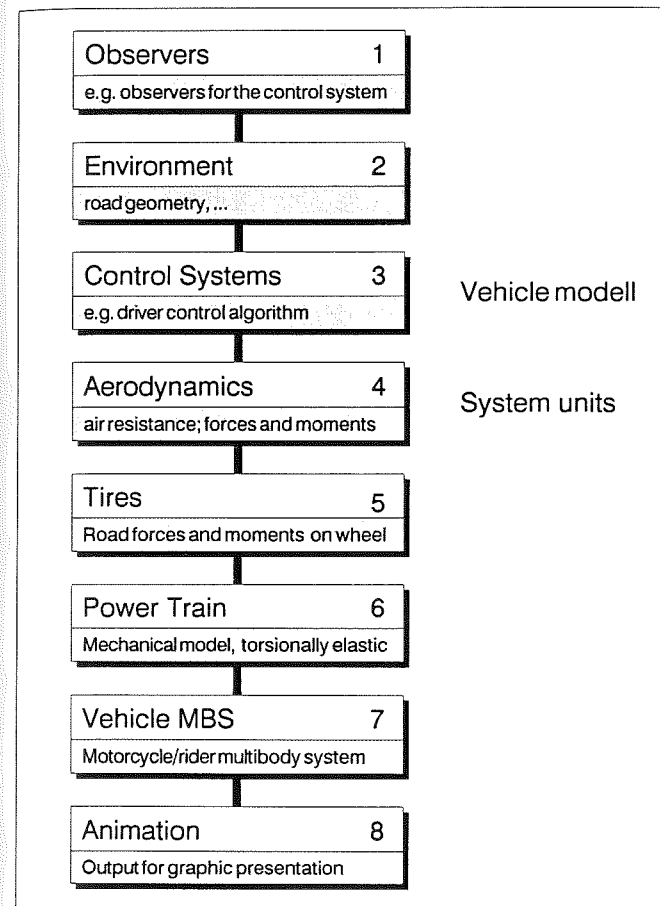 Observers 1
e.g. observers for the control system
Environment 2
road geometry, ...
Control Systems 3
e.g. driver control algorithm
Vehicle modell
Aerodynamics 4
air resistance; forces and moments
System units
Tires 5
Road forces and moments on wheel
Power Train 6
Mechanical model, torsionally elastic
Vehicle MBS 7
Motorcycle/rider multibody system
Animation 8
Output for graphic presentation